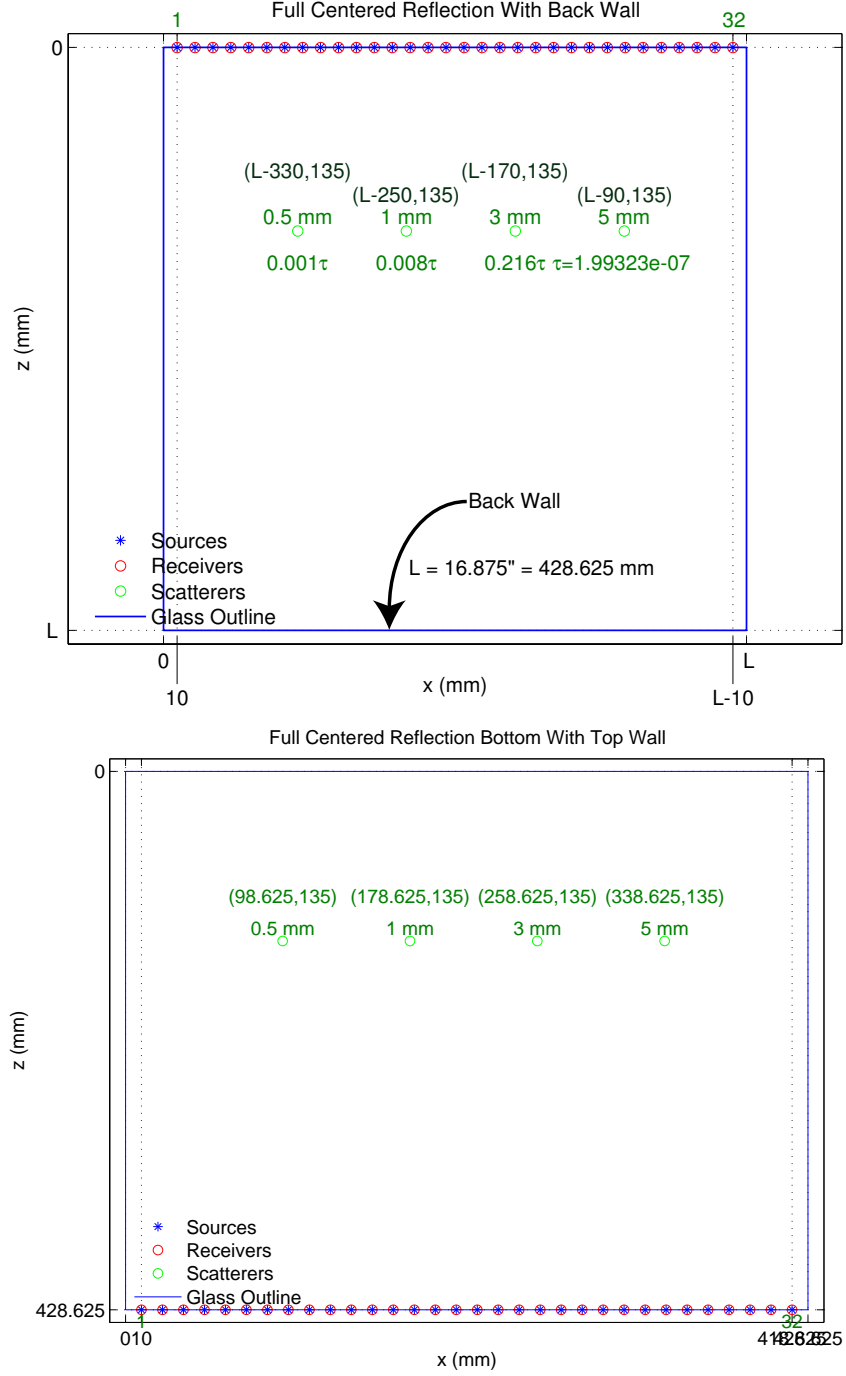 Full Centered Reflection With Back Wall
1 32
0
(L-330,135) (L-170,135)
(L-250,135) (L-90,135)
0.5 mm 1 mm 3 mm 5 mm
0.001τ 0.008τ 0.216τ τ=1.99323e-07
z (mm)
Back Wall
Sources
Receivers
L = 16.875" = 428.625 mm
Scatterers
Glass Outline
L
0 L
x (mm)
10 L-10
Full Centered Reflection Bottom With Top Wall
0
(98.625,135) (178.625,135) (258.625,135) (338.625,135)
0.5 mm 1 mm 3 mm 5 mm
z (mm)
Sources
Receivers
Scatterers
Glass Outline
428.625
1 32
010
x (mm)